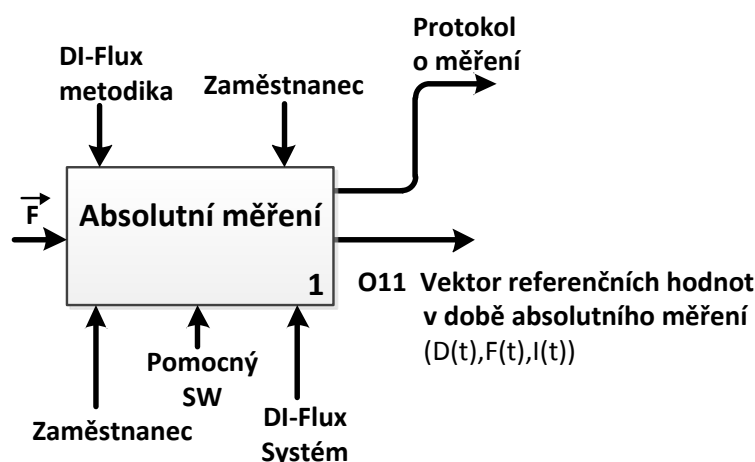 Protokol
o měření
DI-Flux
metodika
Zaměstnanec
F
Absolutní měření
1
O11 Vektor referenčních hodnot
v době absolutního měření
(D(t),F(t),I(t))
Pomocný
SW
Zaměstnanec
DI-Flux
Systém